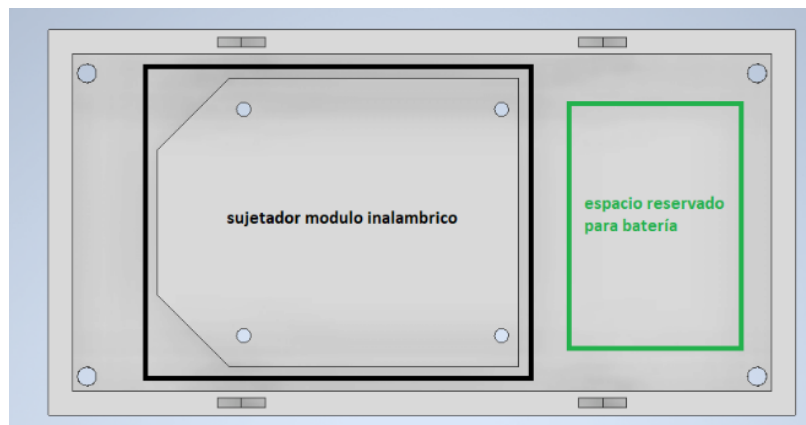 sujetador modulo inalambrico
espacio reservado
para batería